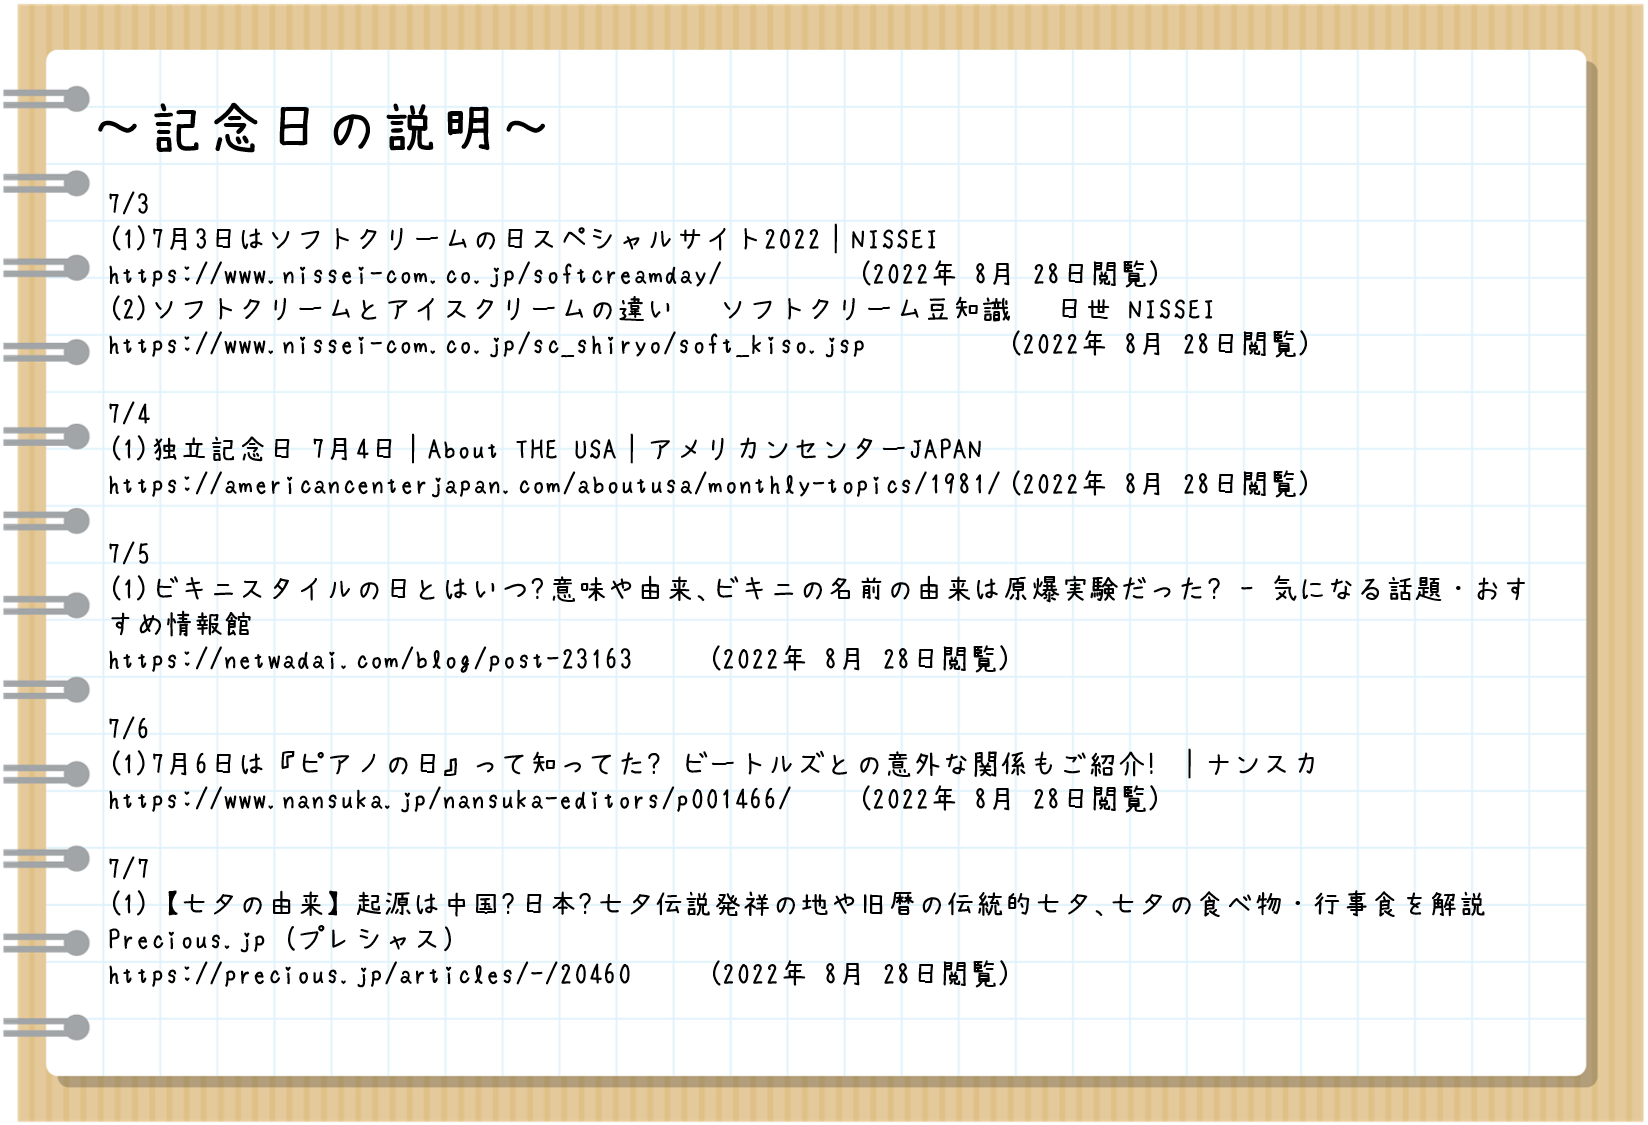 ～記念日の説明～
7/3
(1)7月3日はソフトクリームの日スペシャルサイト2022|NISSEI
https://www.nissei-com.co.jp/softcreamday/ (2022年 8月 28日閲覧)
(2)ソフトクリームとアイスクリームの違い ソフトクリーム豆知識 日世 NISSEI
https://www.nissei-com.co.jp/sc_shiryo/soft_kiso.jsp (2022年 8月 28日閲覧)
7/4
(1)独立記念日 7月4日|About THE USA|アメリカンセンターJAPAN
https://americancenterjapan.com/aboutusa/monthly-topics/1981/ (2022年 8月 28日閲覧)
7/5
(1)ビキニスタイルの日とはいつ?意味や由来、ビキニの名前の由来は原爆実験だった? - 気になる話題・おす
すめ情報館
https://netwadai.com/blog/post-23163 (2022年 8月 28日閲覧)
7/6
(1)7月6日は『ピアノの日』って知ってた? ビートルズとの意外な関係もご紹介! |ナンスカ
https://www.nansuka.jp/nansuka-editors/p001466/ (2022年 8月 28日閲覧)
7/7
(1)【七夕の由来】起源は中国?日本?七夕伝説発祥の地や旧暦の伝統的七夕、七夕の食べ物・行事食を解説
Precious.jp (プレシャス)
https://precious.jp/articles/-/20460 (2022年 8月 28日閲覧)